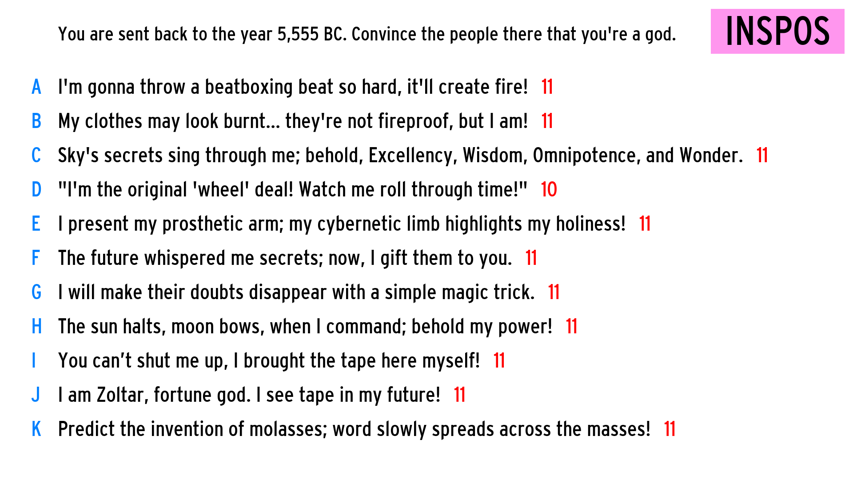 You are sent back to the year 5,555 BC. Convince the people there that you're a god.
INSPOS
A I'm gonna throw a beatboxing beat so hard, it'll create fire! 11
B My clothes may look burnt... they're not fireproof, but I am! 11
C Sky's secrets sing through me; behold, Excellency, Wisdom, Omnipotence, and Wonder. 11
D "I'm the original 'wheel' deal! Watch me roll through time!" 10
E I present my prosthetic arm; my cybernetic limb highlights my holiness! 11
F The future whispered me secrets; now, I gift them to you. 11
G I will make their doubts disappear with a simple magic trick. 11
H The sun halts, moon bows, when I command; behold my power! 11
I You can’t shut me up, I brought the tape here myself! 11
J I am Zoltar, fortune god. I see tape in my future! 11
K Predict the invention of molasses; word slowly spreads across the masses! 11